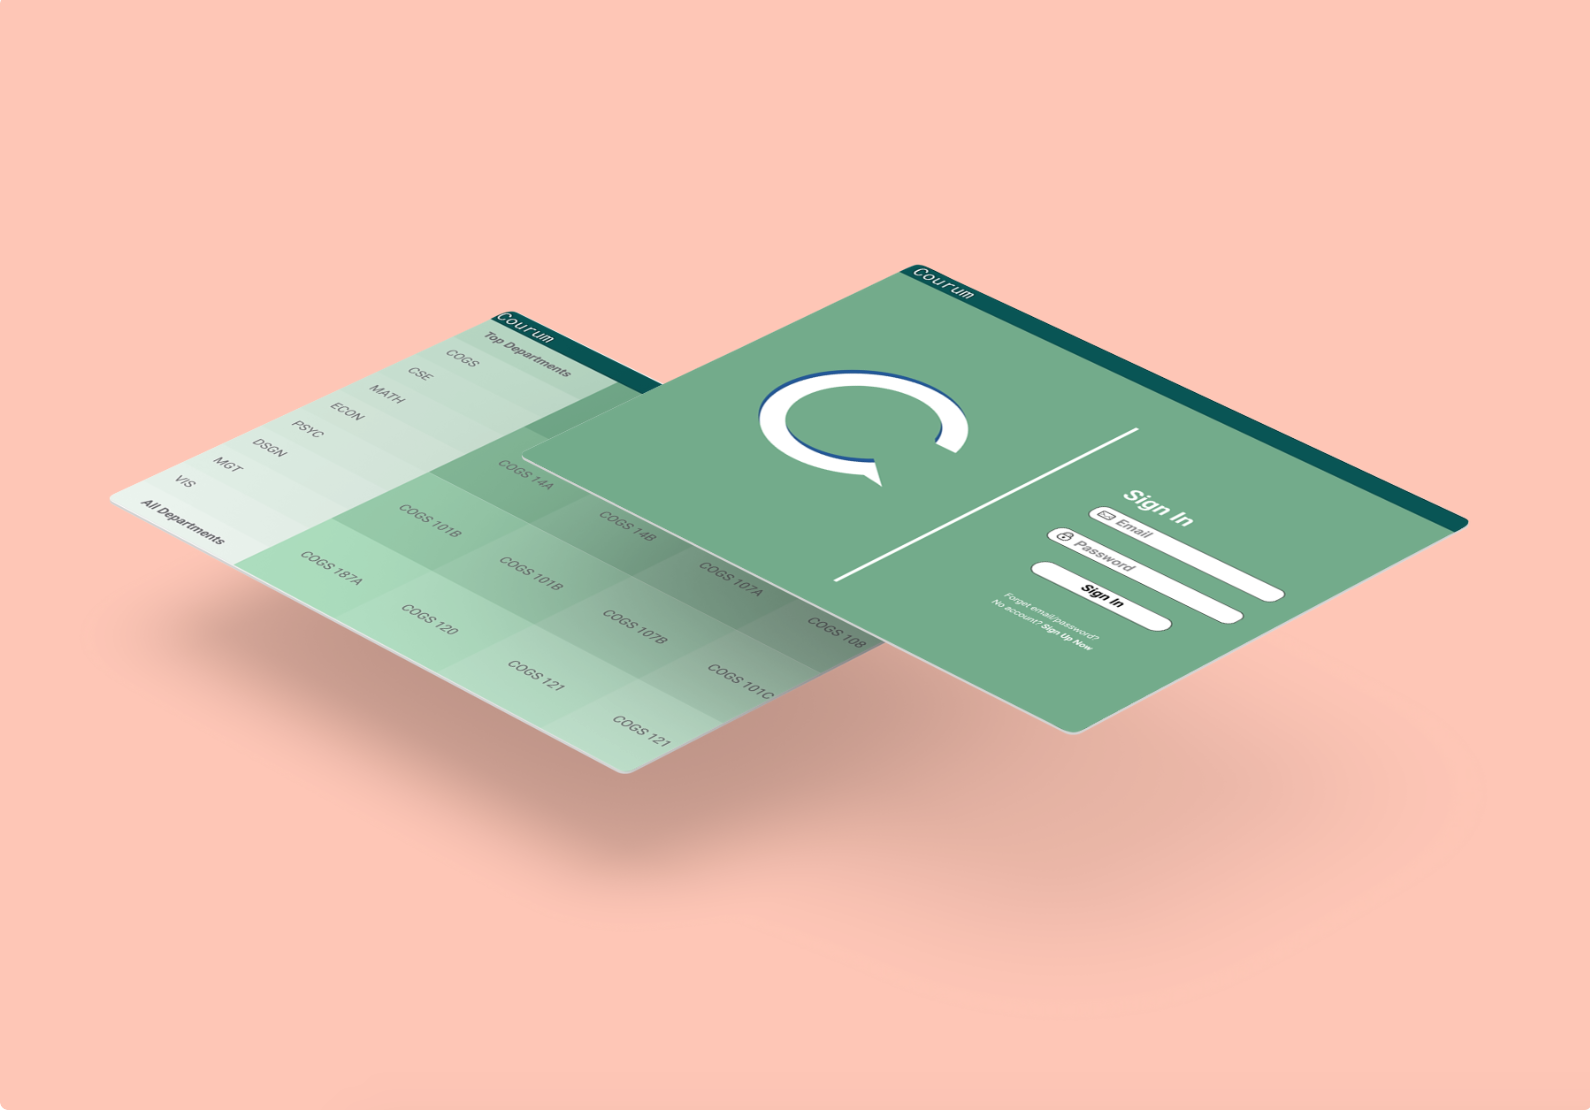 Courum
Top Departments
COGS
CSE
MATH
ECON
PSYC
DSGN
MGT
VIS
All Departments
COGS 14A
COGS 14B
COGS 107A
COGS 108
COGS 101B
COGS 101B
COGS 107B
COGS 101C
COGS 187A
COGS 120
COGS 121
COGS 121
Courum
Sign In
Email
Password
Sign In
Forget email/password?
No account? Sign Up Now